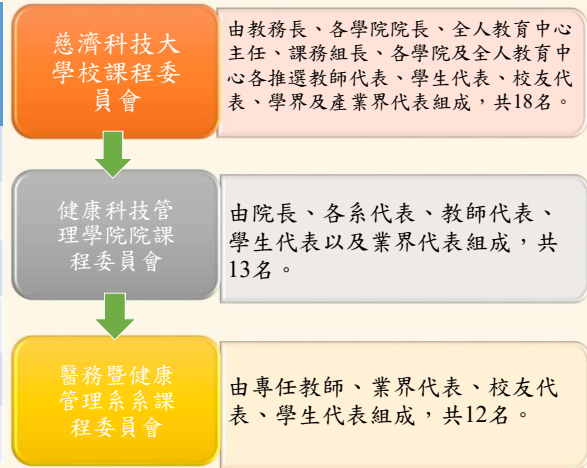 慈濟科技大
學校課程委
員會
由教務長、各學院院長、全人教育中心
主任、課務組長、各學院及全人教育中
心各推選教師代表、學生代表、校友代
表、學界及產業界代表組成，共18名。
健康科技管
理學院院課
程委員會
由院長、各系代表、教師代表、
學生代表以及業界代表組成，共
13名。
醫務暨健康
管理系系課
程委員會
由專任教師、業界代表、校友代
表、學生代表組成，共12名。